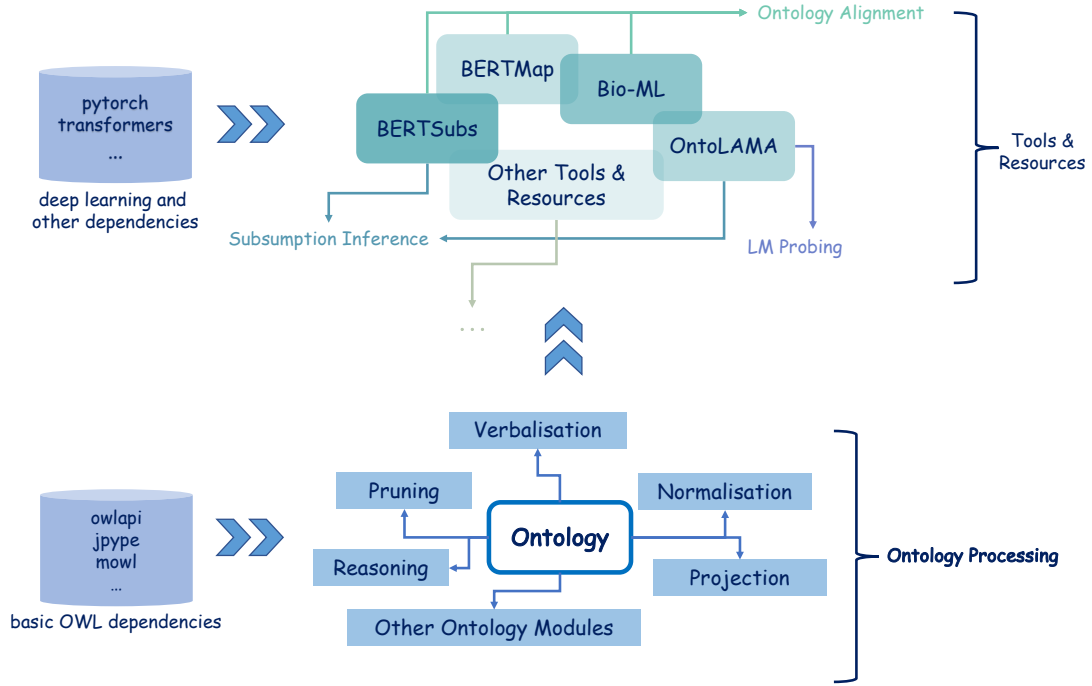 Ontology Alignment
BERTMap
Bio-ML
BERTSubs
OntoLAMA
Other Tools &
Resources
pytorch
transformers
...
deep learning and
other dependencies
Tools &
Resources
Subsumption Inference
LM Probing
...
Verbalisation
Pruning
Normalisation
Ontology
Reasoning
Projection
Other Ontology Modules
owlapi
jpype
mowl
...
basic OWL dependencies
Ontology Processing